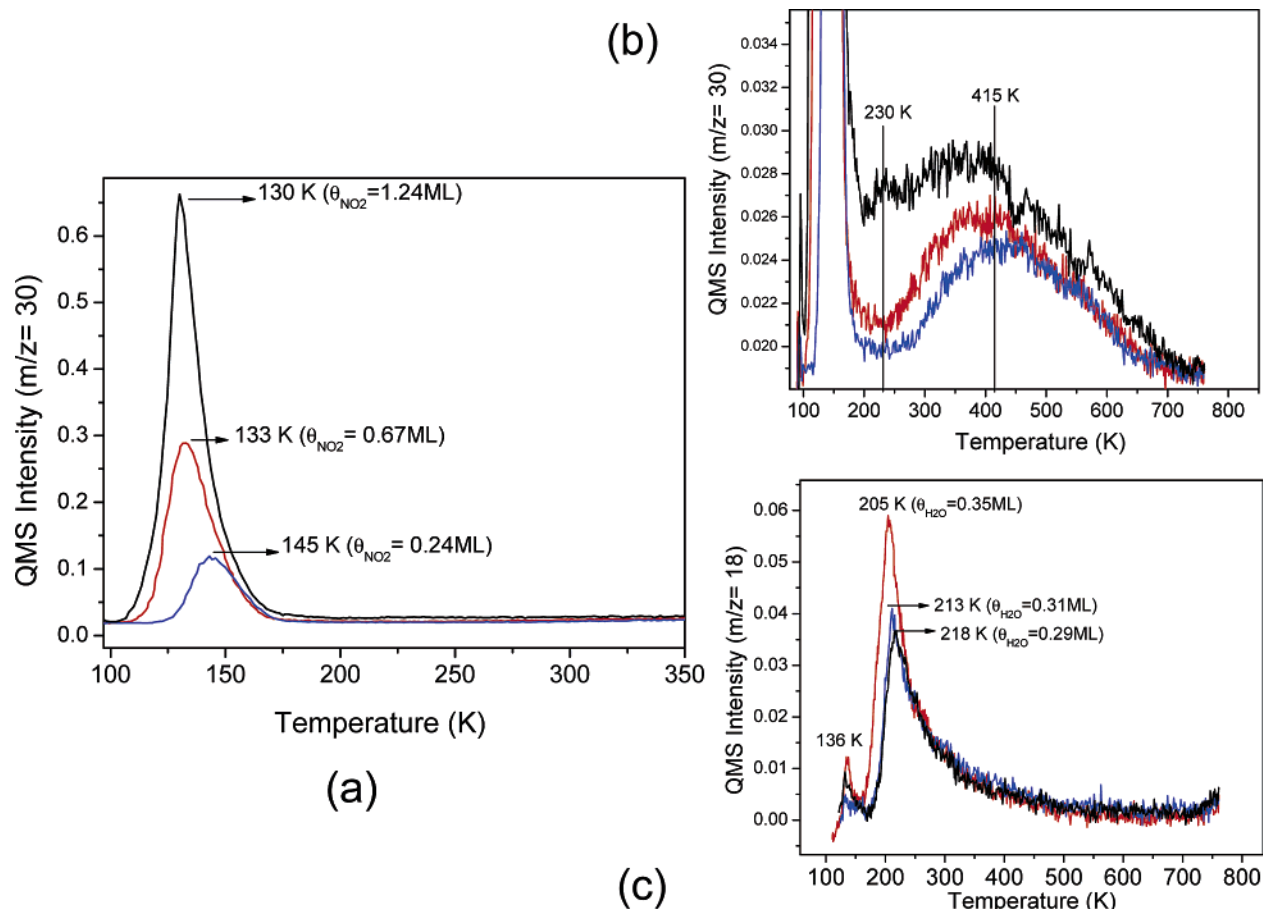 (b)
QMS Intensity (m/z= 30)
0.034
0.032
0.030
0.028
0.026
0.024
0.022
0.020
230 K
415 K
100 200 300 400 500 600 700 800
Temperature (K)
QMS Intensity (m/z= 30)
0.6
0.5
0.4
0.3
0.2
0.1
0.0
130 K (θNO2=1.24ML)
133 K (θNO2= 0.67ML)
145 K (θNO2= 0.24ML)
100 150 200 250 300 350
Temperature (K)
(a)
QMS Intensity (m/z= 18)
0.06
0.05
0.04
0.03
0.02
0.01
0.00
205 K (θH2O=0.35ML)
213 K (θH2O=0.31ML)
218 K (θH2O=0.29ML)
136 K
100 200 300 400 500 600 700 800
Temperature (K)
(c)